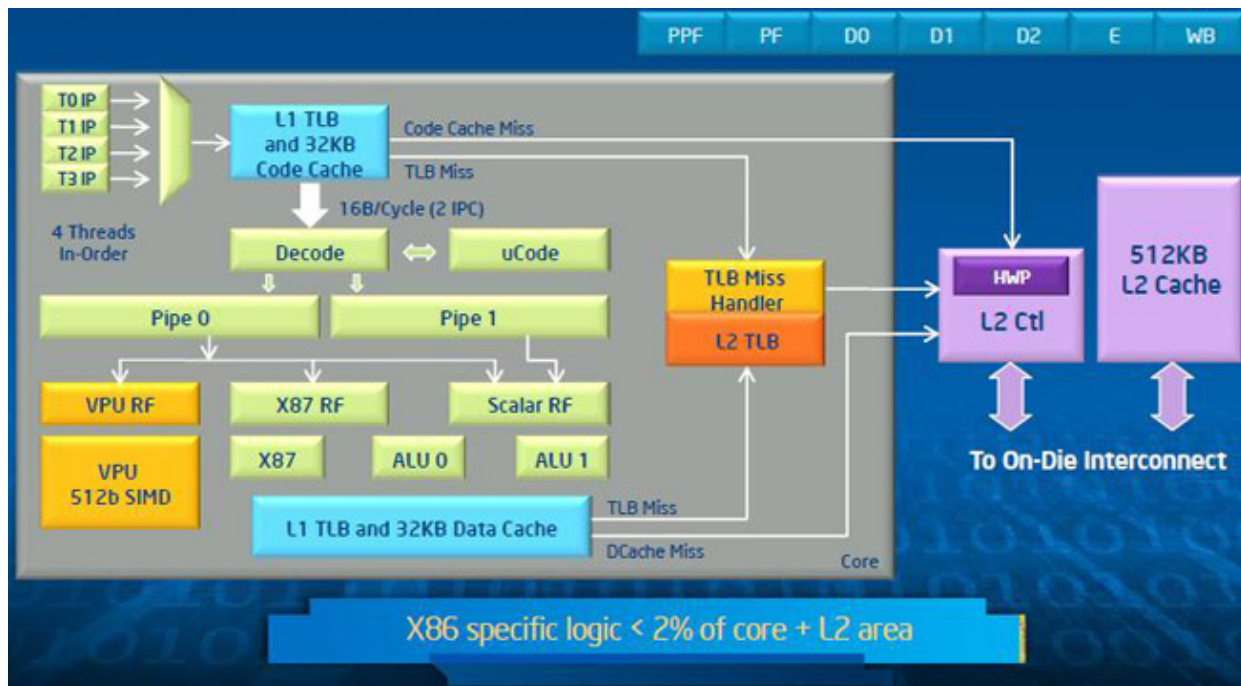 PPF PF D0 D1 D2 E WB
T0 IP
T1 IP
T2 IP
T3 IP
4 Threads
In-Order
L1 TLB
and 32KB
Code Cache
Code Cache Miss
TLB Miss
16B/Cycle (2 IPC)
Decode
uCode
Pipe 0
Pipe 1
VPU RF
X87 RF
Scalar RF
VPU
512b SIMD
X87
ALU 0
ALU 1
L1 TLB and 32KB Data Cache
TLB Miss
DCache Miss
TLB Miss
Handler
L2 TLB
Core
HWP
L2 Ctl
512KB
L2 Cache
To On-Die Interconnect
X86 specific logic < 2% of core + L2 area